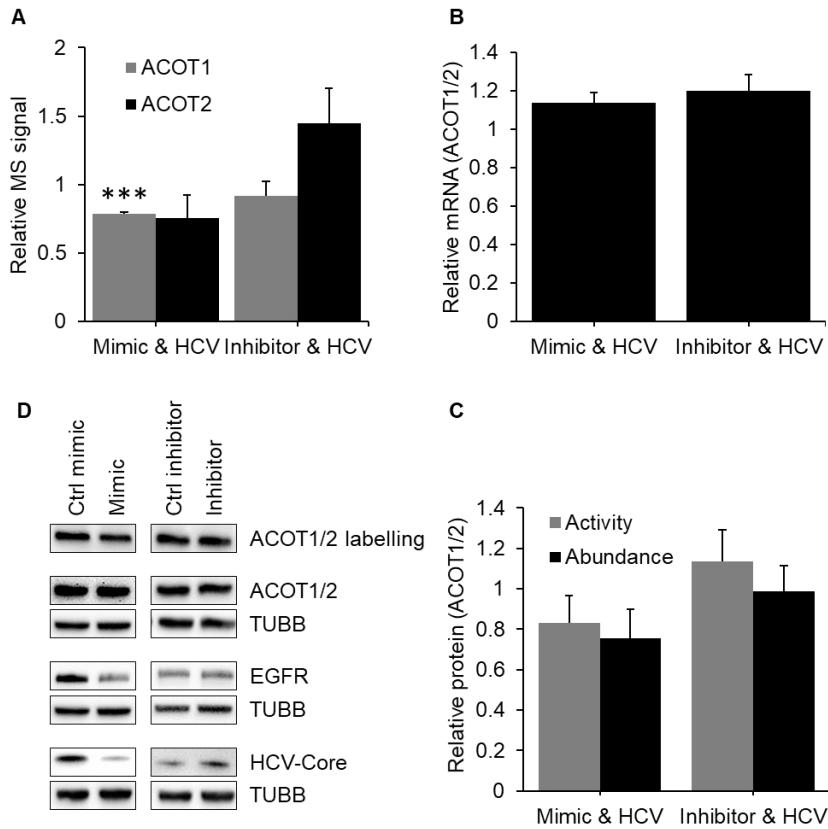 A
Relative MS signal
2
1.5
1
0.5
0
ACOT1
ACOT2
***
Mimic & HCV
Inhibitor & HCV
B
Relative mRNA (ACOT1/2)
1.4
1.2
1
0.8
0.6
0.4
0.2
0
Mimic & HCV
Inhibitor & HCV
D
Ctrl mimic
Mimic
Ctrl inhibitor
Inhibitor
ACOT1/2 labelling
ACOT1/2
TUBB
EGFR
TUBB
HCV-Core
TUBB
C
Relative protein (ACOT1/2)
1.4
1.2
1
0.8
0.6
0.4
0.2
0
Activity
Abundance
Mimic & HCV
Inhibitor & HCV